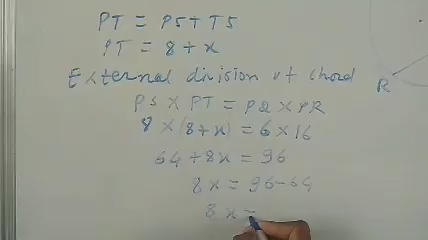 PT = PS + TS
PT = 8 + x
External division of chord
PS X PT = PQ X PR
8 X (8 + x) = 6 X 16
64 + 8x = 96
8x = 96 - 64
8x =
R